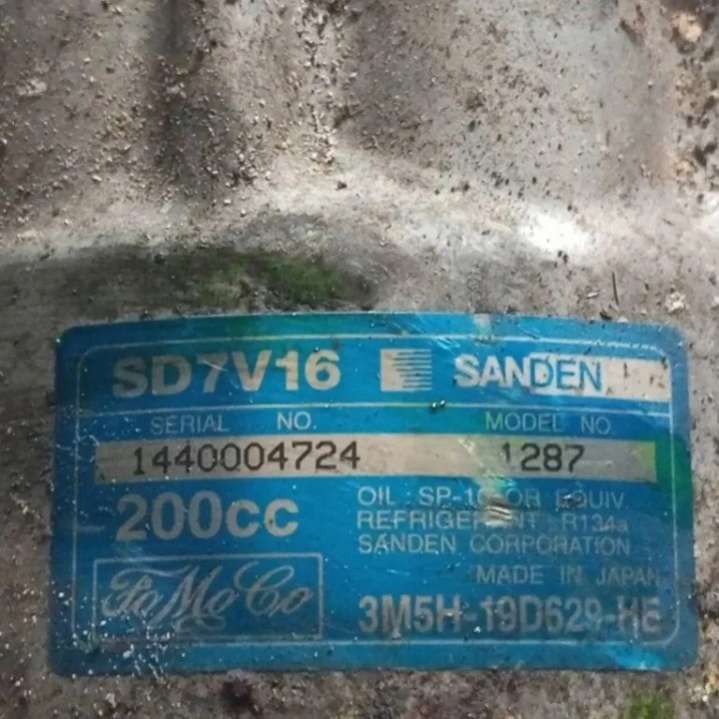 SD7V16 SANDEN
SERIAL NO. MODEL NO.
1440004724 1287
200cc
OIL : SP-10 OR EQUIV.
REFRIGERENT : R134a
SANDEN CORPORATION
MADE IN JAPAN
FoMoCo
3M5H-19D629-HE